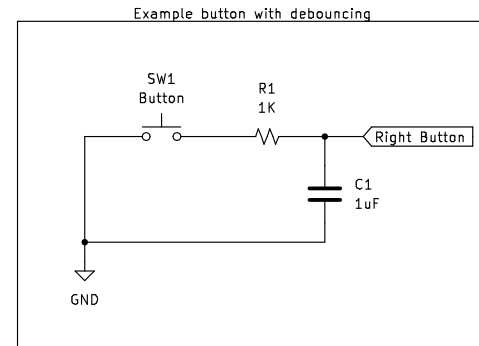 Example button with debouncing
SW1
Button
R1
1K
Right Button
C1
1uF
GND